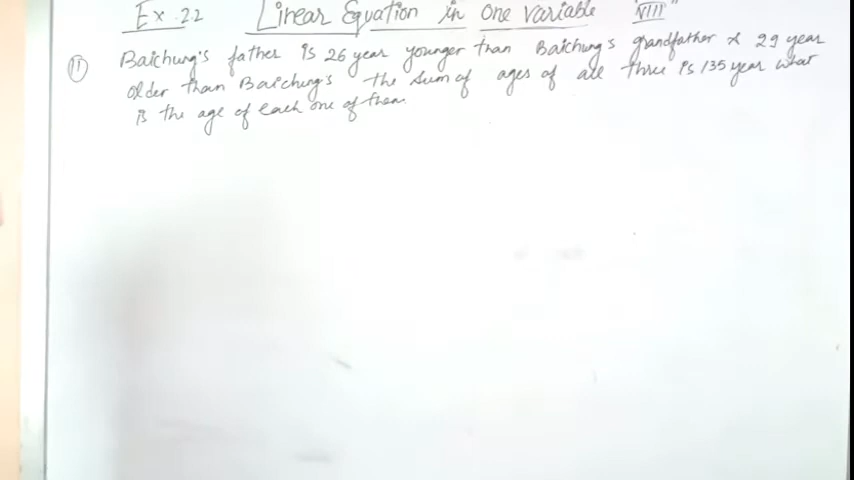 Ex 2.2 Linear Equation in One Variable "VIII"
(11) Baichung's father is 26 year younger than Baichung's grandfather & 29 year
older than Baichung's the sum of ages of all three is 135 year what
is the age of each one of them